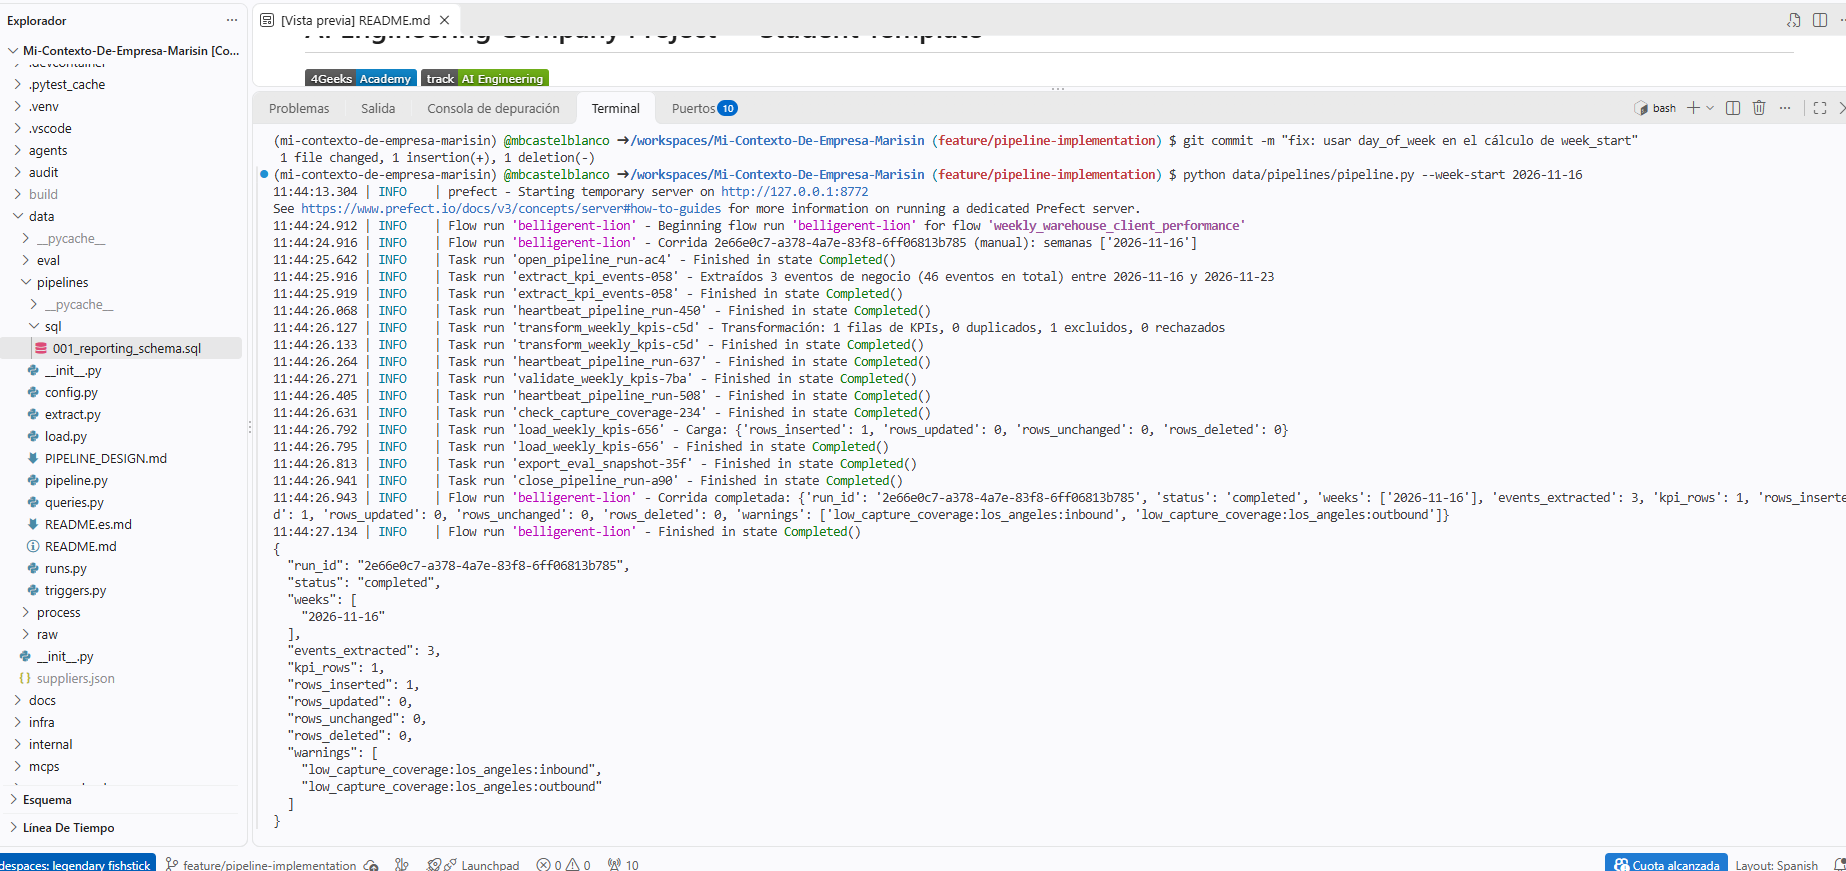 Explorador
Mi-Contexto-De-Empresa-Marisin [Co...
.devcontainer
.pytest_cache
.venv
.vscode
agents
audit
build
data
__pycache__
eval
pipelines
__pycache__
sql
001_reporting_schema.sql
__init__.py
config.py
extract.py
load.py
PIPELINE_DESIGN.md
pipeline.py
queries.py
README.es.md
README.md
runs.py
triggers.py
process
raw
__init__.py
suppliers.json
docs
infra
internal
mcps
Esquema
Línea De Tiempo
[Vista previa] README.md
AI Engineering Company Project — Student Template
4Geeks Academy track AI Engineering
Problemas Salida Consola de depuración Terminal Puertos 10
bash
(mi-contexto-de-empresa-marisin) @mbcastelblanco ➔/workspaces/Mi-Contexto-De-Empresa-Marisin (feature/pipeline-implementation) $ git commit -m "fix: usar day_of_week en el cálculo de week_start"
1 file changed, 1 insertion(+), 1 deletion(-)
(mi-contexto-de-empresa-marisin) @mbcastelblanco ➔/workspaces/Mi-Contexto-De-Empresa-Marisin (feature/pipeline-implementation) $ python data/pipelines/pipeline.py --week-start 2026-11-16
11:44:13.304 | INFO    | prefect - Starting temporary server on http://127.0.0.1:8772
See https://www.prefect.io/docs/v3/concepts/server#how-to-guides for more information on running a dedicated Prefect server.
11:44:24.912 | INFO    | Flow run 'belligerent-lion' - Beginning flow run 'belligerent-lion' for flow 'weekly_warehouse_client_performance'
11:44:24.916 | INFO    | Flow run 'belligerent-lion' - Corrida 2e66e0c7-a378-4a7e-83f8-6ff06813b785 (manual): semanas ['2026-11-16']
11:44:25.642 | INFO    | Task run 'open_pipeline_run-ac4' - Finished in state Completed()
11:44:25.916 | INFO    | Task run 'extract_kpi_events-058' - Extraídos 3 eventos de negocio (46 eventos en total) entre 2026-11-16 y 2026-11-23
11:44:25.919 | INFO    | Task run 'extract_kpi_events-058' - Finished in state Completed()
11:44:26.068 | INFO    | Task run 'heartbeat_pipeline_run-450' - Finished in state Completed()
11:44:26.127 | INFO    | Task run 'transform_weekly_kpis-c5d' - Transformación: 1 filas de KPIs, 0 duplicados, 1 excluidos, 0 rechazados
11:44:26.133 | INFO    | Task run 'transform_weekly_kpis-c5d' - Finished in state Completed()
11:44:26.264 | INFO    | Task run 'heartbeat_pipeline_run-637' - Finished in state Completed()
11:44:26.271 | INFO    | Task run 'validate_weekly_kpis-7ba' - Finished in state Completed()
11:44:26.405 | INFO    | Task run 'heartbeat_pipeline_run-508' - Finished in state Completed()
11:44:26.631 | INFO    | Task run 'check_capture_coverage-234' - Finished in state Completed()
11:44:26.792 | INFO    | Task run 'load_weekly_kpis-656' - Carga: {'rows_inserted': 1, 'rows_updated': 0, 'rows_unchanged': 0, 'rows_deleted': 0}
11:44:26.795 | INFO    | Task run 'load_weekly_kpis-656' - Finished in state Completed()
11:44:26.813 | INFO    | Task run 'export_eval_snapshot-35f' - Finished in state Completed()
11:44:26.941 | INFO    | Task run 'close_pipeline_run-a90' - Finished in state Completed()
11:44:26.943 | INFO    | Flow run 'belligerent-lion' - Corrida completada: {'run_id': '2e66e0c7-a378-4a7e-83f8-6ff06813b785', 'status': 'completed', 'weeks': ['2026-11-16'], 'events_extracted': 3, 'kpi_rows': 1, 'rows_inserte
d': 1, 'rows_updated': 0, 'rows_unchanged': 0, 'rows_deleted': 0, 'warnings': ['low_capture_coverage:los_angeles:inbound', 'low_capture_coverage:los_angeles:outbound']}
11:44:27.134 | INFO    | Flow run 'belligerent-lion' - Finished in state Completed()
{
"run_id": "2e66e0c7-a378-4a7e-83f8-6ff06813b785",
"status": "completed",
"weeks": [
"2026-11-16"
],
"events_extracted": 3,
"kpi_rows": 1,
"rows_inserted": 1,
"rows_updated": 0,
"rows_unchanged": 0,
"rows_deleted": 0,
"warnings": [
"low_capture_coverage:los_angeles:inbound",
"low_capture_coverage:los_angeles:outbound"
]
}
despaces: legendary fishstick feature/pipeline-implementation Launchpad 0 0 10 Cuota alcanzada Layout: Spanish